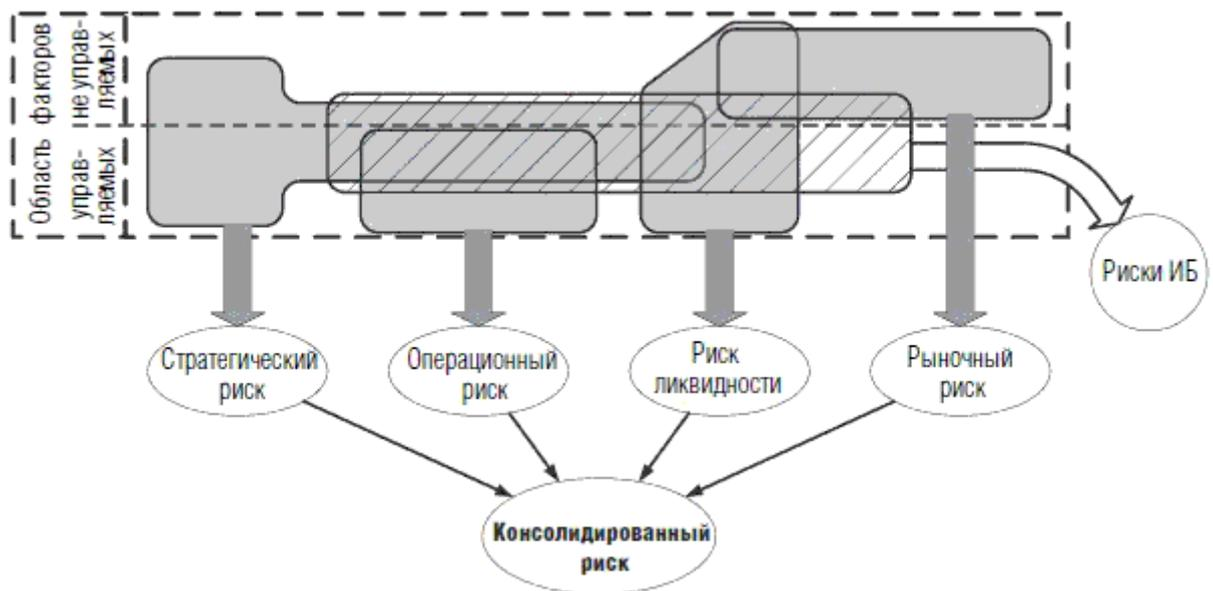 Область факторов
не управ-
ляемых
управ-
ляемых
Риски ИБ
Стратегический
риск
Операционный
риск
Риск
ликвидности
Рыночный
риск
Консолидированный
риск